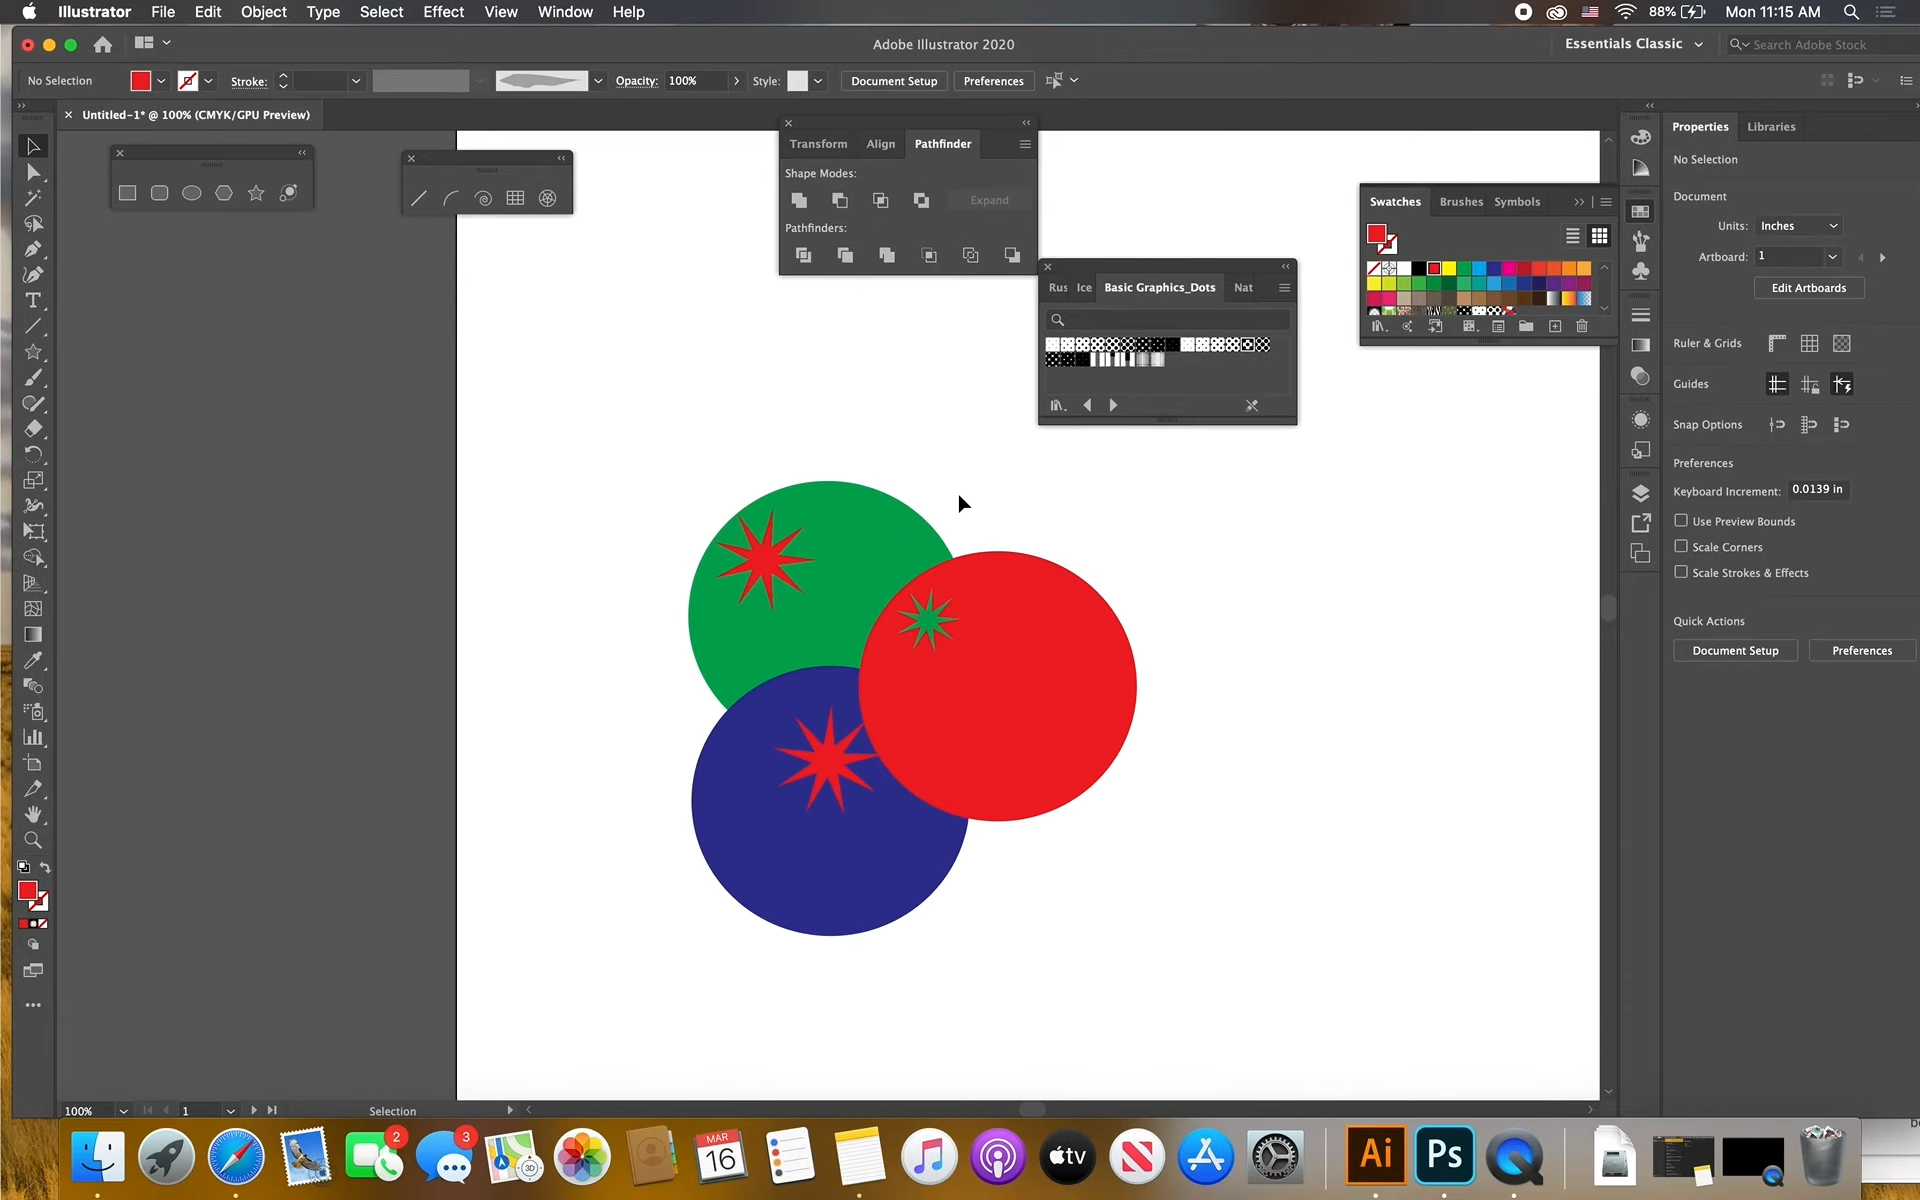 Illustrator File Edit Object Type Select Effect View Window Help
88% Mon 11:15 AM
Adobe Illustrator 2020
Essentials Classic
Search Adobe Stock
No Selection
Stroke:
Opacity: 100%
Style:
Document Setup
Preferences
Untitled-1* @ 100% (CMYK/GPU Preview)
Transform Align Pathfinder
Shape Modes:
Expand
Pathfinders:
Rus Ice Basic Graphics_Dots Nat
Swatches Brushes Symbols
Properties Libraries
No Selection
Document
Units: Inches
Artboard: 1
Edit Artboards
Ruler & Grids
Guides
Snap Options
Preferences
Keyboard Increment: 0.0139 in
Use Preview Bounds
Scale Corners
Scale Strokes & Effects
Quick Actions
Document Setup Preferences
100% 1 Selection
2
3
3D
MAR
16
tv
Ai
Ps